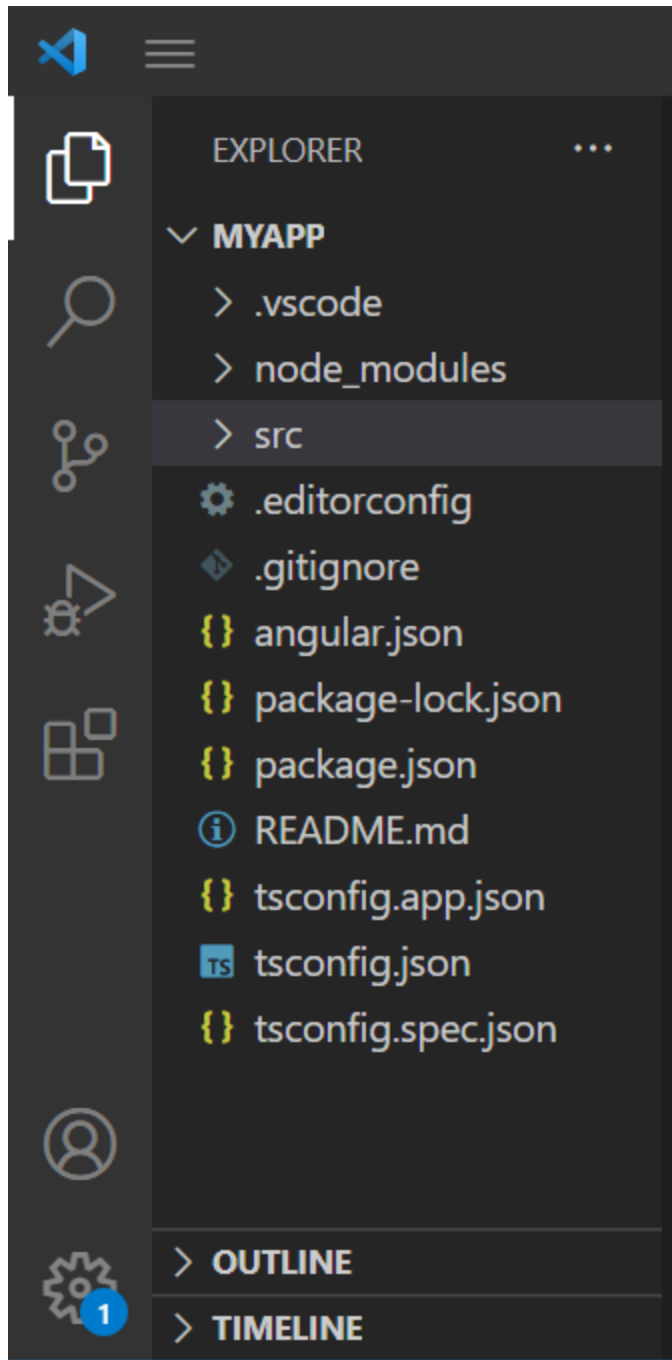 EXPLORER ...
MYAPP
.vscode
node_modules
src
.editorconfig
.gitignore
{} angular.json
{} package-lock.json
{} package.json
README.md
{} tsconfig.app.json
TS tsconfig.json
{} tsconfig.spec.json
OUTLINE
1
TIMELINE